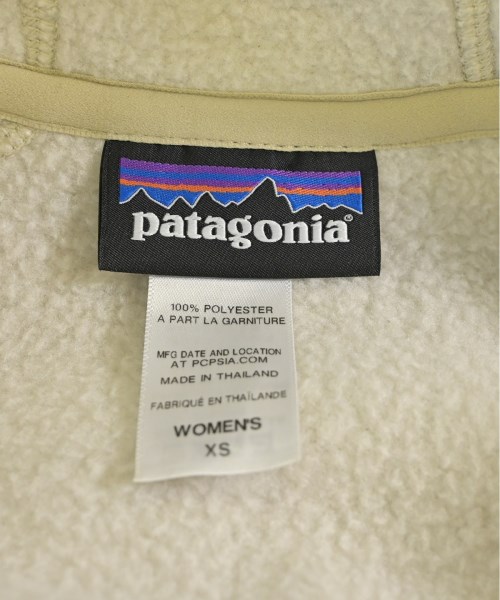 patagonia®
100% POLYESTER
A PART LA GARNITURE
MFG DATE AND LOCATION
AT PCPSIA.COM
MADE IN THAILAND
FABRIQUÉ EN THAÏLANDE
WOMEN'S
XS